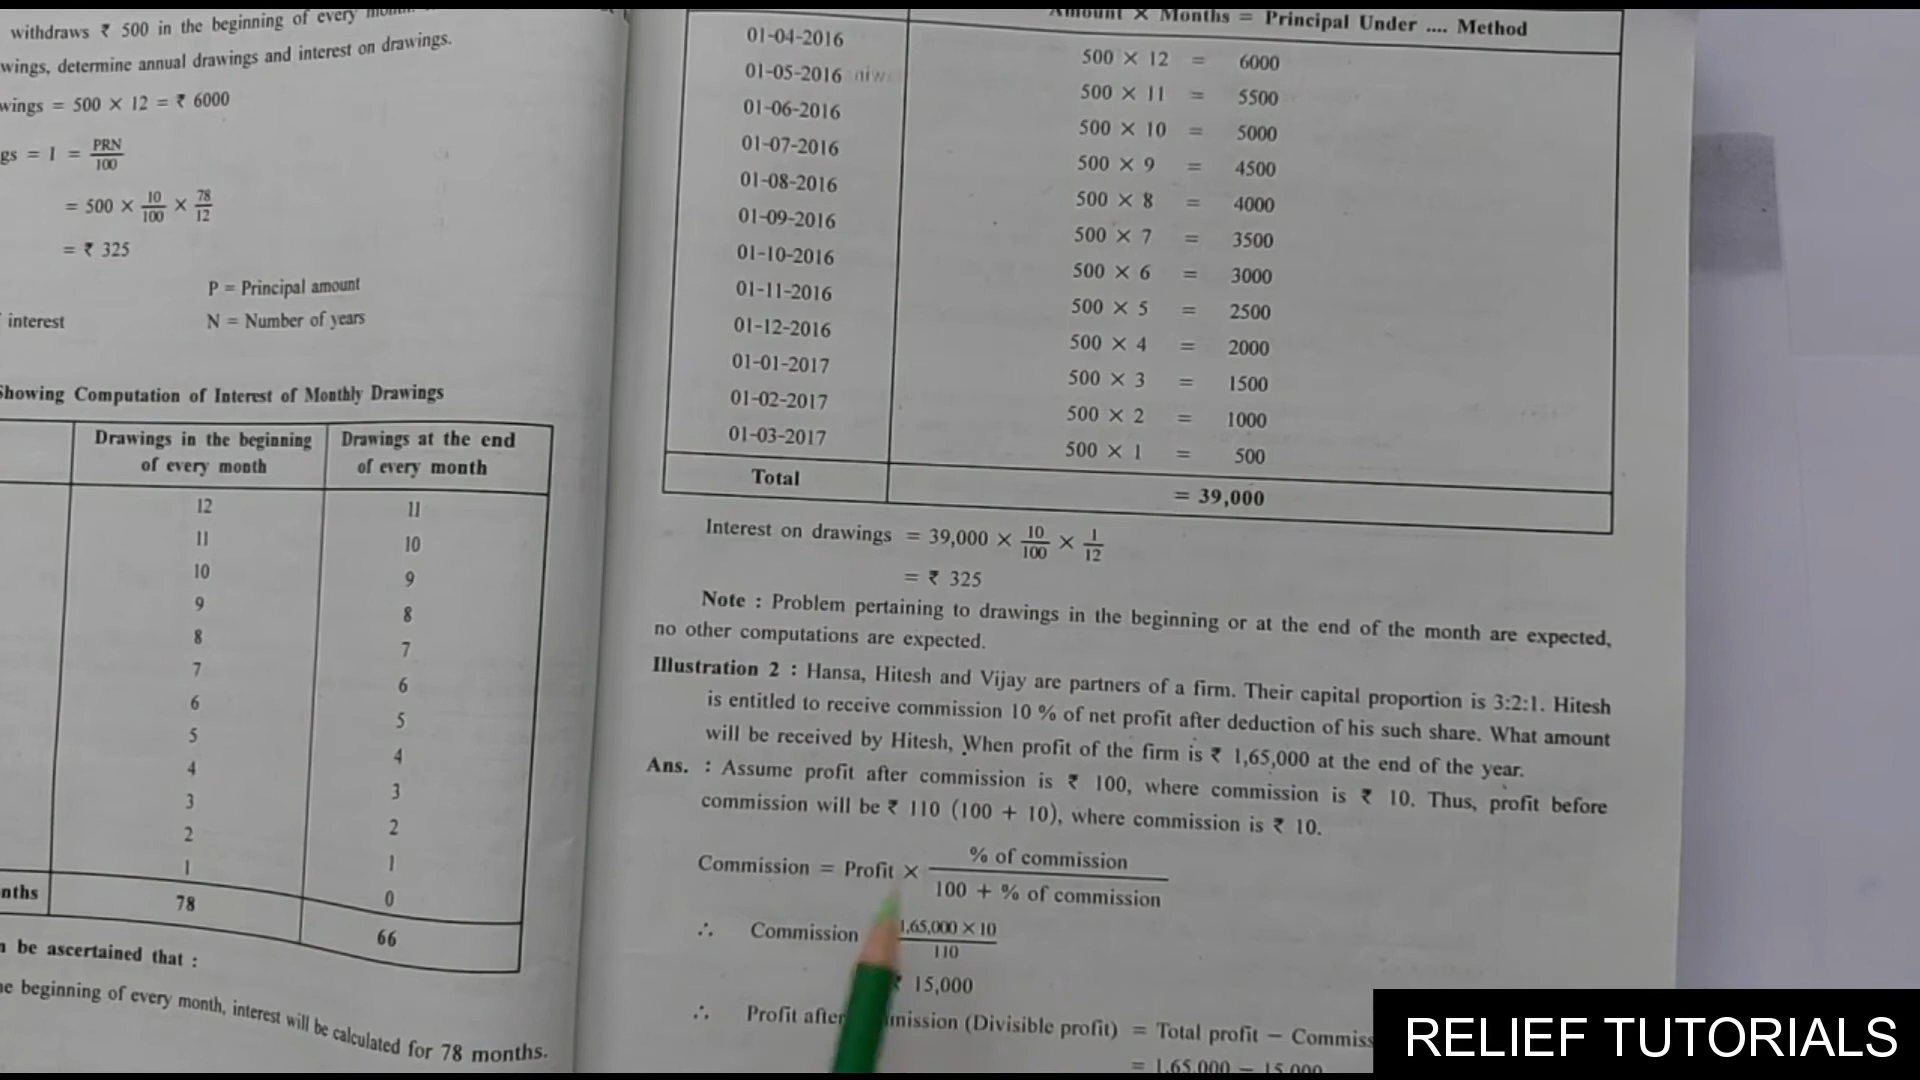 withdraws ₹ 500 in the beginning of every
wings, determine annual drawings and interest on drawings.
wings = 500 × 12 = ₹ 6000
gs = I = PRN/100
= 500 × 10/100 × 78/12
= ₹ 325
P = Principal amount
interest N = Number of years
Showing Computation of Interest of Monthly Drawings
Drawings in the beginning of every month Drawings at the end of every month
12 11
11 10
10 9
9 8
8 7
7 6
6 5
5 4
4 3
3 2
2 1
1 0
nths 78 66
be ascertained that :
beginning of every month, interest will be calculated for 78 months.
Amount × Months = Principal Under .... Method
01-04-2016 500 × 12 = 6000
01-05-2016 500 × 11 = 5500
01-06-2016 500 × 10 = 5000
01-07-2016 500 × 9 = 4500
01-08-2016 500 × 8 = 4000
01-09-2016 500 × 7 = 3500
01-10-2016 500 × 6 = 3000
01-11-2016 500 × 5 = 2500
01-12-2016 500 × 4 = 2000
01-01-2017 500 × 3 = 1500
01-02-2017 500 × 2 = 1000
01-03-2017 500 × 1 = 500
Total = 39,000
Interest on drawings = 39,000 × 10/100 × 1/12
= ₹ 325
Note : Problem pertaining to drawings in the beginning or at the end of the month are expected,
no other computations are expected.
Illustration 2 : Hansa, Hitesh and Vijay are partners of a firm. Their capital proportion is 3:2:1. Hitesh
is entitled to receive commission 10 % of net profit after deduction of his such share. What amount
will be received by Hitesh, When profit of the firm is ₹ 1,65,000 at the end of the year.
Ans. : Assume profit after commission is ₹ 100, where commission is ₹ 10. Thus, profit before
commission will be ₹ 110 (100 + 10), where commission is ₹ 10.
Commission = Profit × % of commission / 100 + % of commission
∴ Commission 1,65,000 × 10 / 110
₹ 15,000
∴ Profit after mission (Divisible profit) = Total profit − Commiss
= 1,65,000 − 15,000
RELIEF TUTORIALS